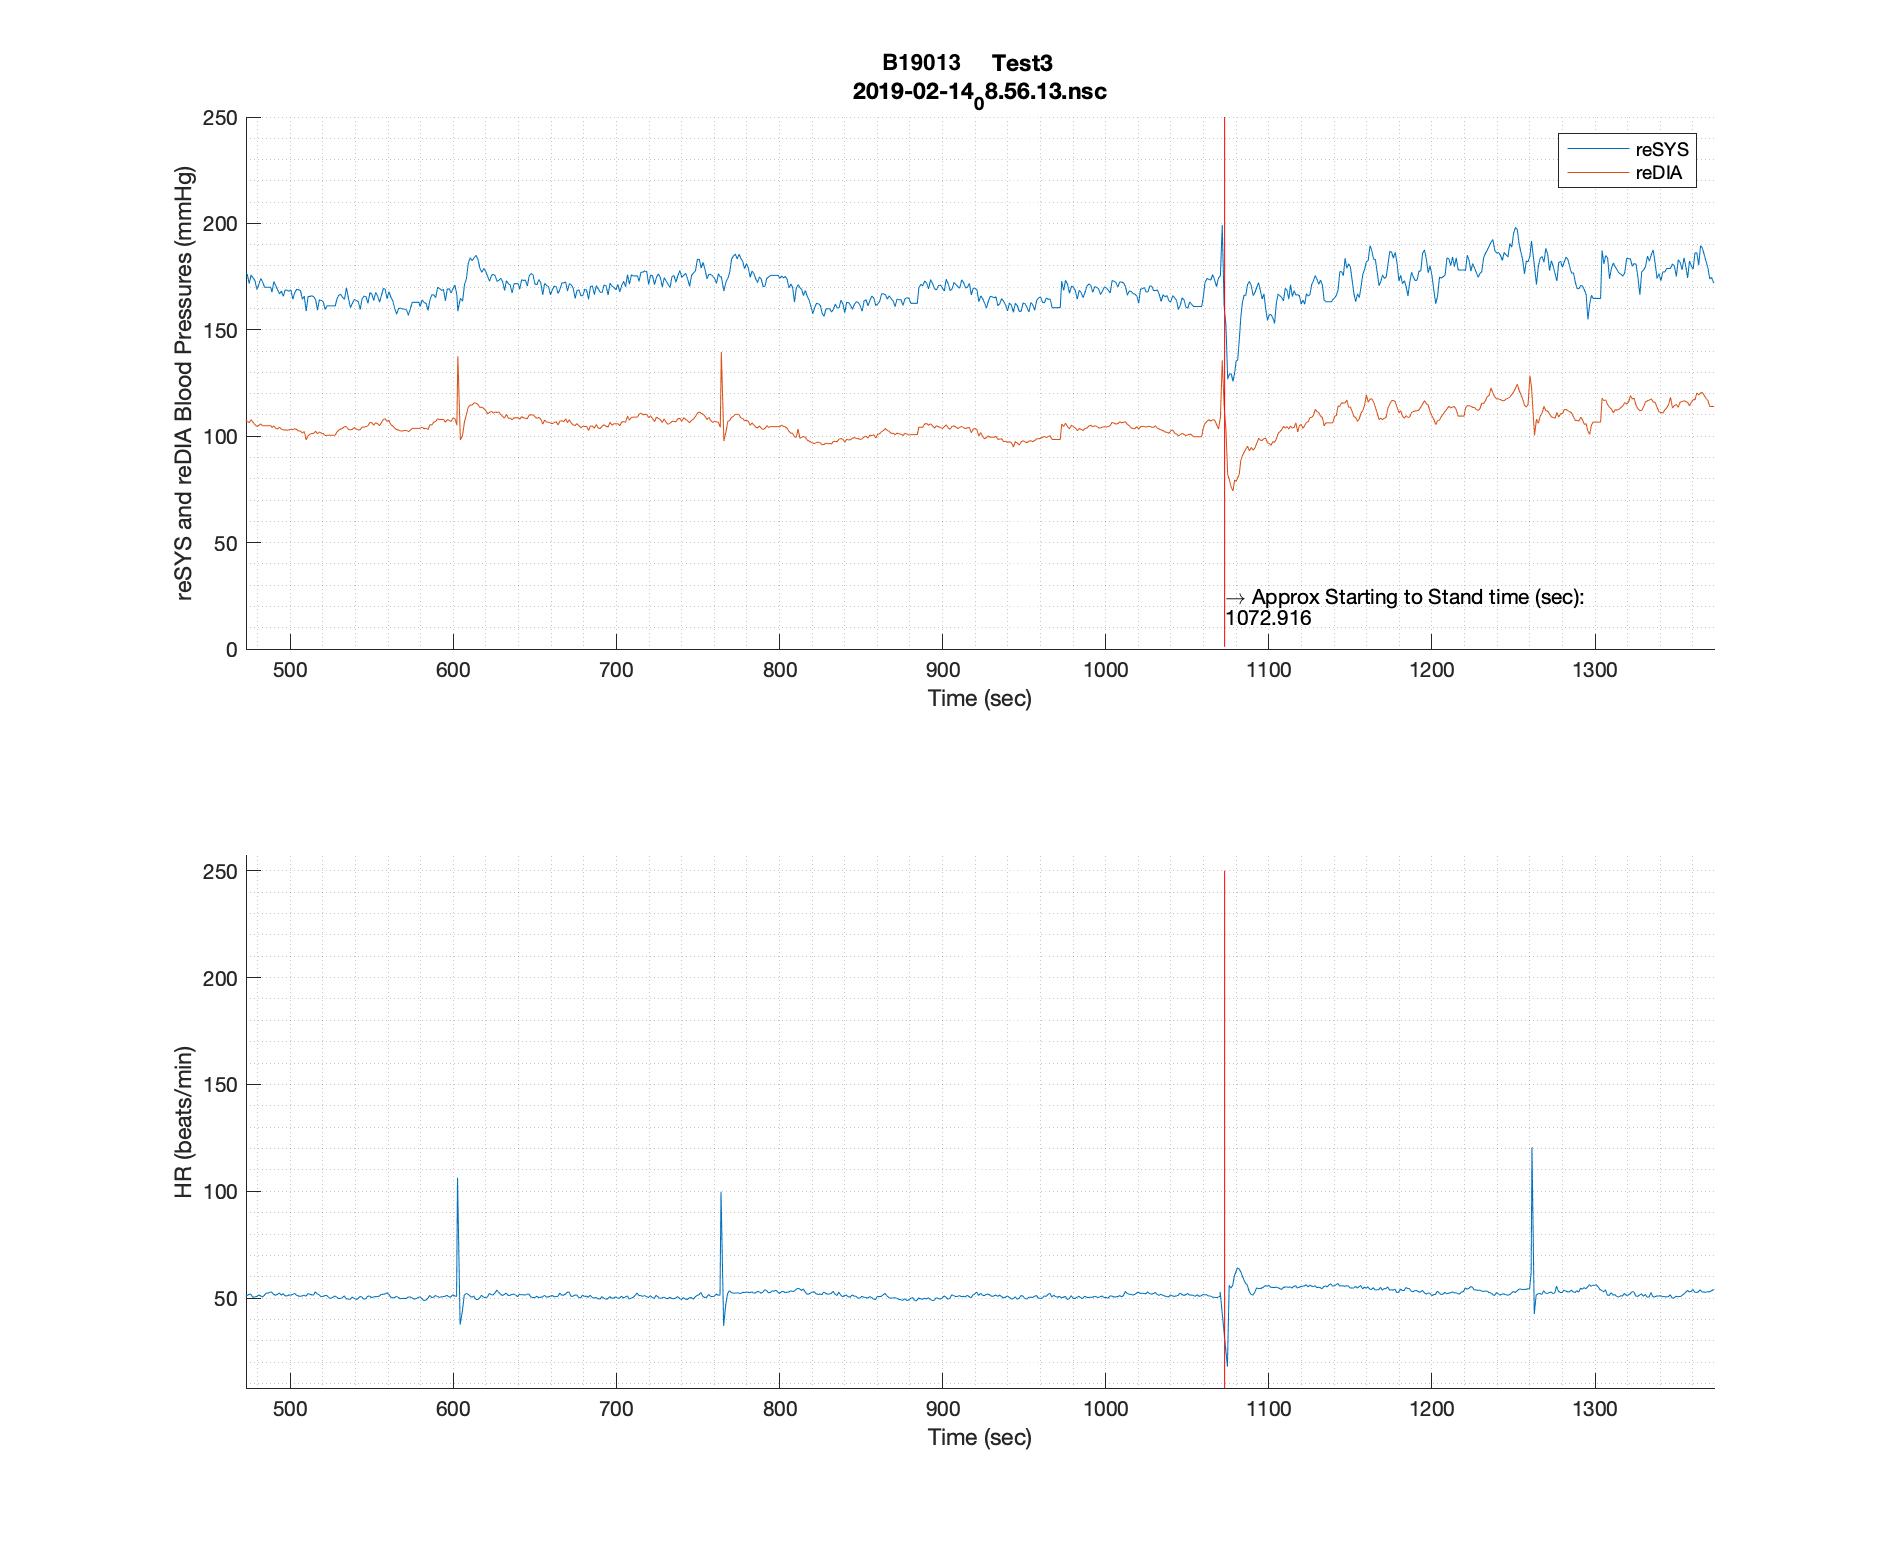 B19013 Test3
2019-02-14₀8.56.13.nsc
reSYS and reDIA Blood Pressures (mmHg)
250
200
150
100
50
0
reSYS
reDIA
→ Approx Starting to Stand time (sec):
1072.916
500 600 700 800 900 1000 1100 1200 1300
Time (sec)
HR (beats/min)
250
200
150
100
50
500 600 700 800 900 1000 1100 1200 1300
Time (sec)